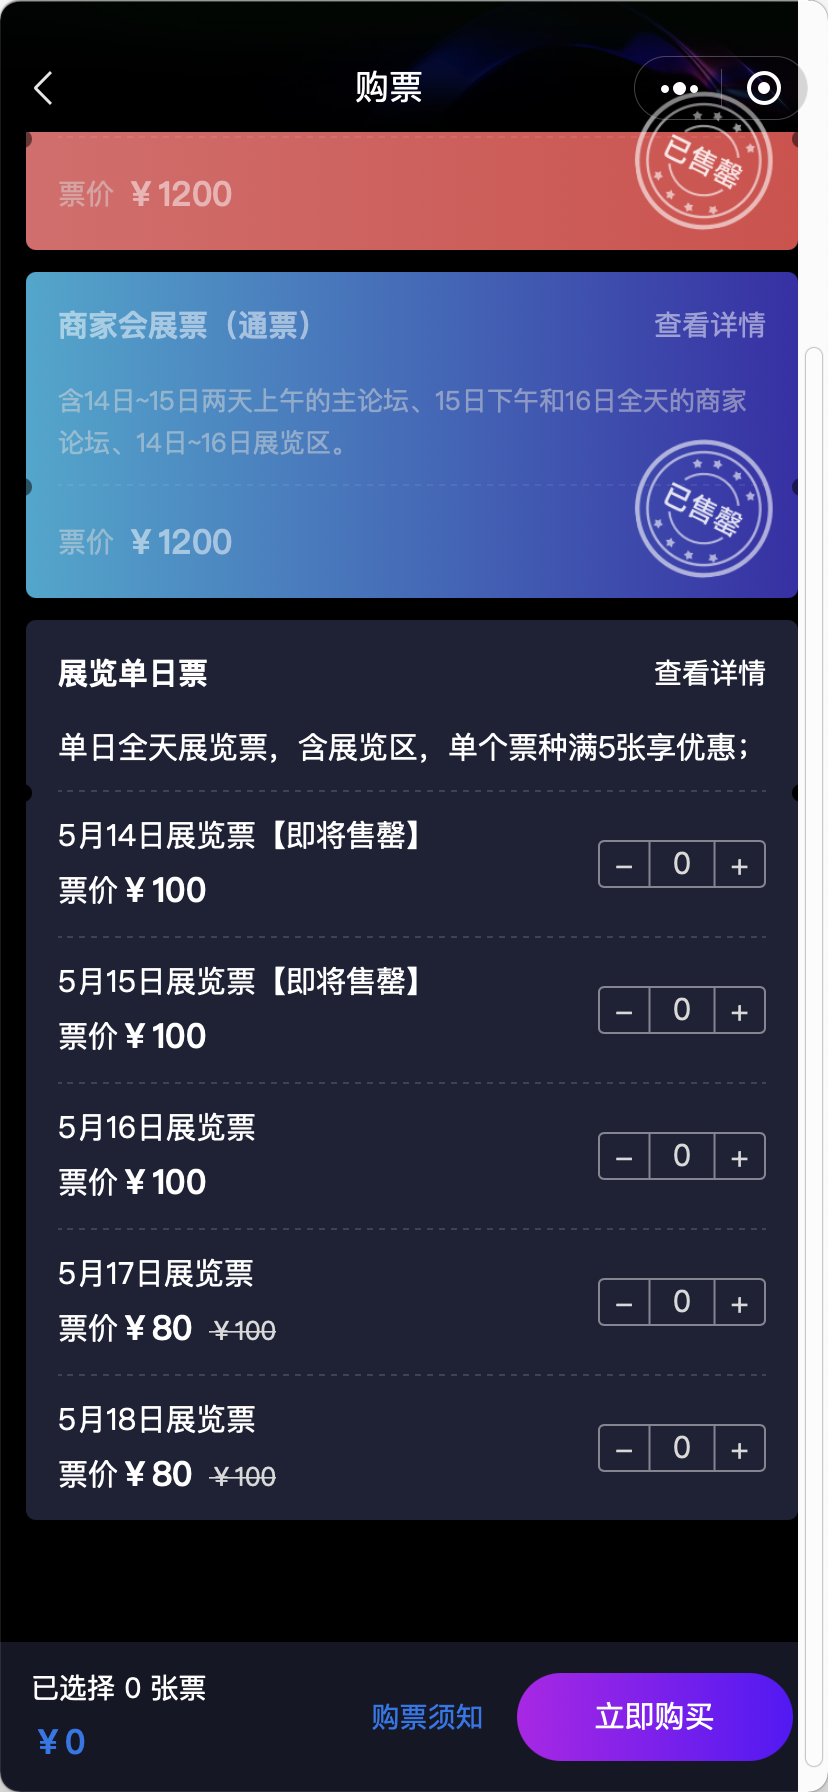 购票
已售罄
票价 ¥1200
商家会展票（通票）
查看详情
含14日~15日两天上午的主论坛、15日下午和16日全天的商家
论坛、14日~16日展览区。
已售罄
票价 ¥1200
展览单日票
查看详情
单日全天展览票，含展览区，单个票种满5张享优惠；
5月14日展览票【即将售罄】
票价 ¥100
− 0 +
5月15日展览票【即将售罄】
票价 ¥100
− 0 +
5月16日展览票
票价 ¥100
− 0 +
5月17日展览票
票价 ¥80 ¥100
− 0 +
5月18日展览票
票价 ¥80 ¥100
− 0 +
已选择 0 张票
¥0
购票须知
立即购买